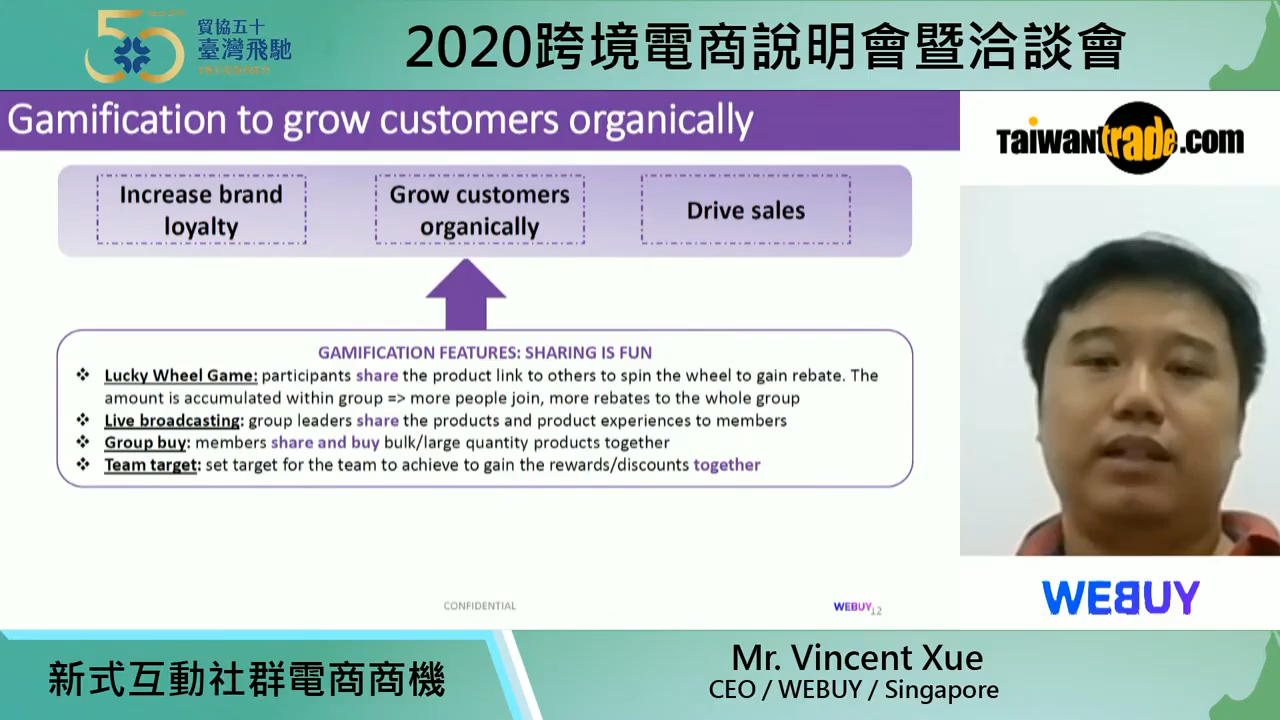 50
貿協五十
臺灣飛馳
2020跨境電商說明會暨洽談會
Gamification to grow customers organically
Taiwantrade.com
Increase brand
loyalty
Grow customers
organically
Drive sales
GAMIFICATION FEATURES: SHARING IS FUN
❖ Lucky Wheel Game: participants share the product link to others to spin the wheel to gain rebate. The
amount is accumulated within group => more people join, more rebates to the whole group
❖ Live broadcasting: group leaders share the products and product experiences to members
❖ Group buy: members share and buy bulk/large quantity products together
❖ Team target: set target for the team to achieve to gain the rewards/discounts together
CONFIDENTIAL
WEBUY 12
WEBUY
新式互動社群電商商機
Mr. Vincent Xue
CEO / WEBUY / Singapore